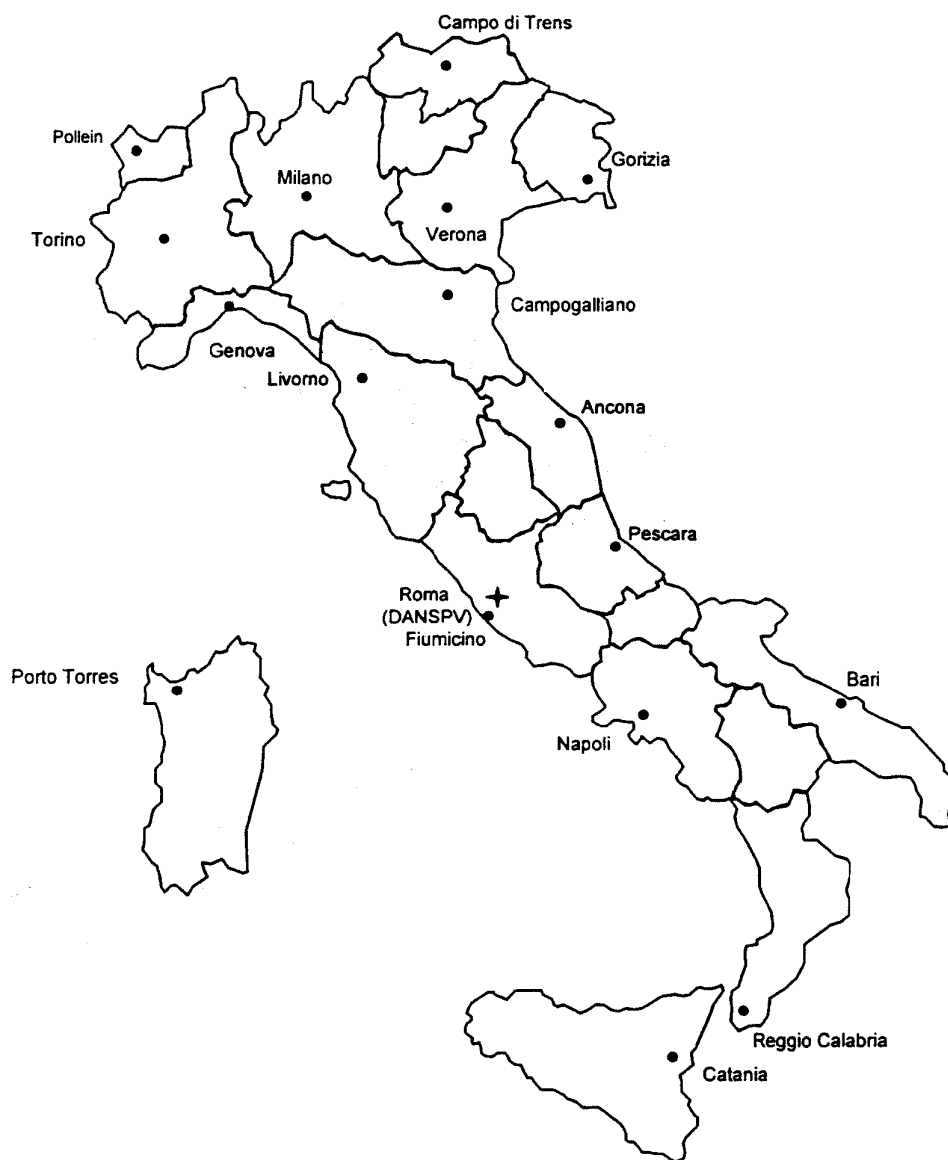 Campo di Trens
Pollein
Milano
Gorizia
Torino
Verona
Campogalliano
Genova
Livorno
Ancona
Pescara
Roma
(DANSPV)
Fiumicino
Porto Torres
Bari
Napoli
Reggio Calabria
Catania